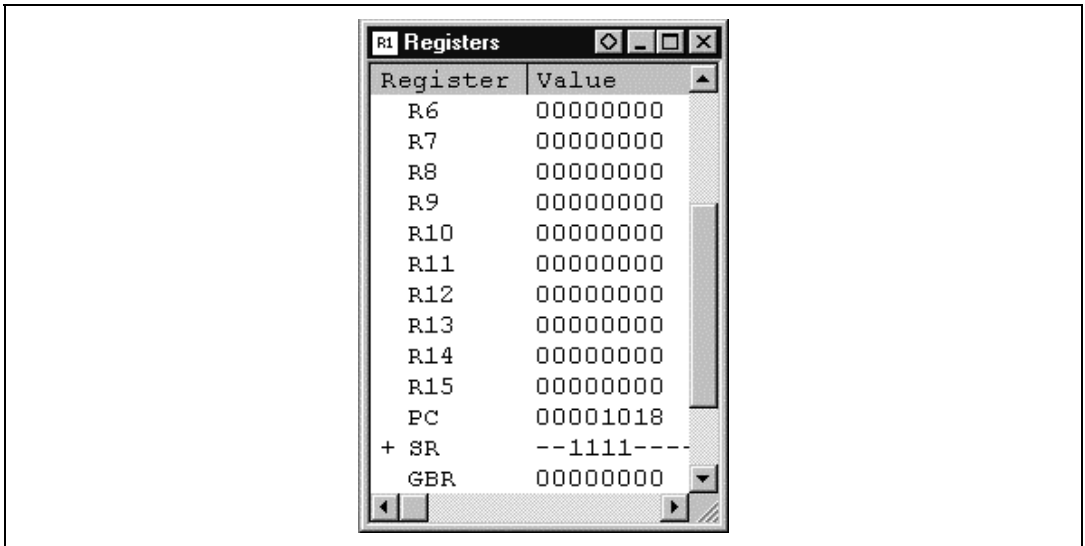 R1 Registers
Register Value
R6 00000000
R7 00000000
R8 00000000
R9 00000000
R10 00000000
R11 00000000
R12 00000000
R13 00000000
R14 00000000
R15 00000000
PC 00001018
+ SR --1111----
GBR 00000000